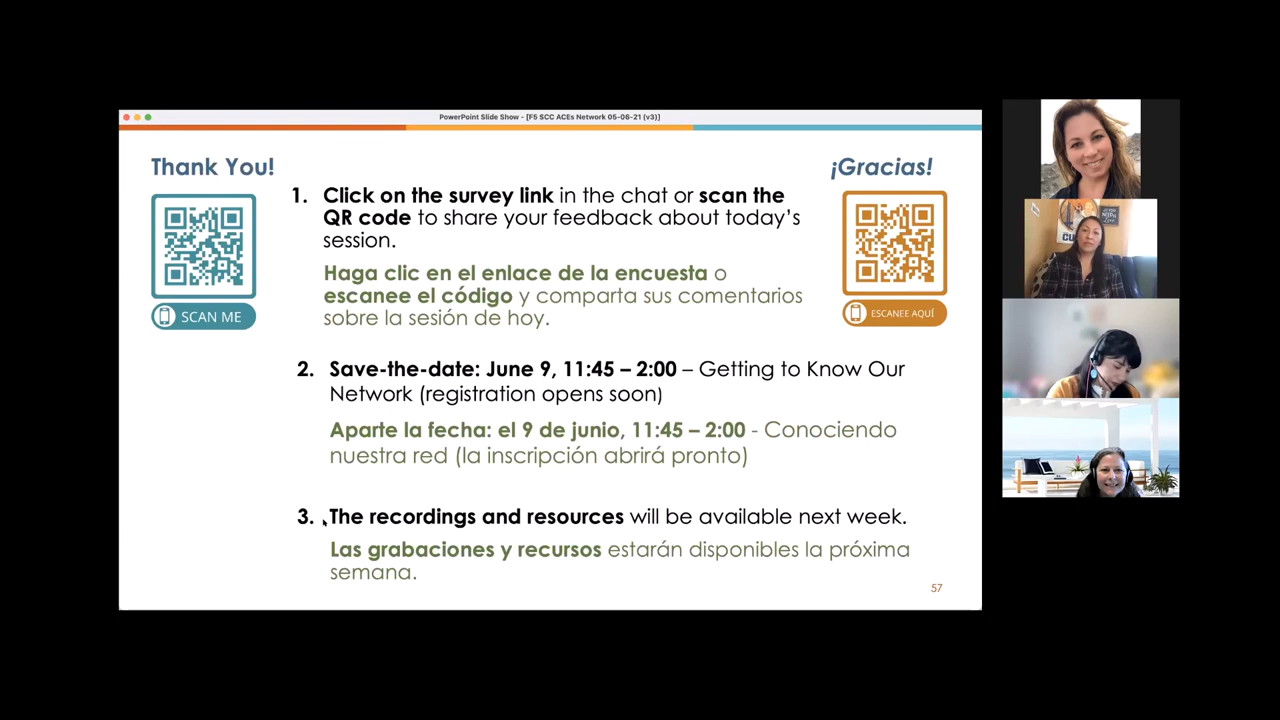 PowerPoint Slide Show - [F5 SCC ACEs Network 05-06-21 (v3)]
Thank You!
¡Gracias!
SCAN ME
ESCANEE AQUÍ
1. Click on the survey link in the chat or scan the
QR code to share your feedback about today’s
session.
Haga clic en el enlace de la encuesta o
escanee el código y comparta sus comentarios
sobre la sesión de hoy.
2. Save-the-date: June 9, 11:45 – 2:00 – Getting to Know Our
Network (registration opens soon)
Aparte la fecha: el 9 de junio, 11:45 – 2:00 - Conociendo
nuestra red (la inscripción abrirá pronto)
3. The recordings and resources will be available next week.
Las grabaciones y recursos estarán disponibles la próxima
semana.
57